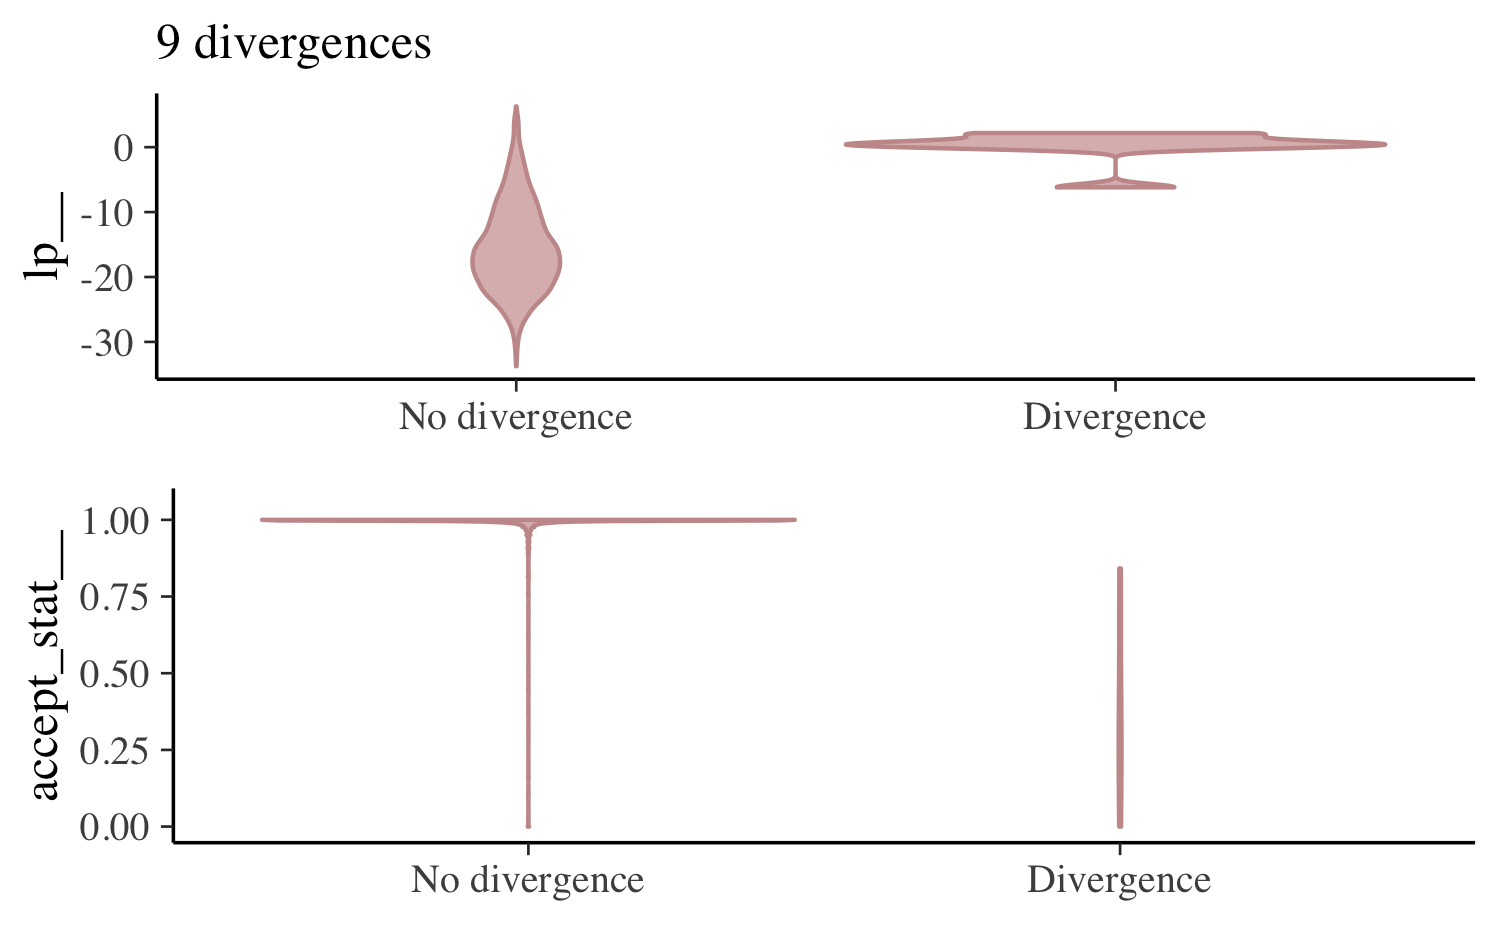 9 divergences
lp__
0
-10
-20
-30
No divergence
Divergence
accept_stat__
1.00
0.75
0.50
0.25
0.00
No divergence
Divergence